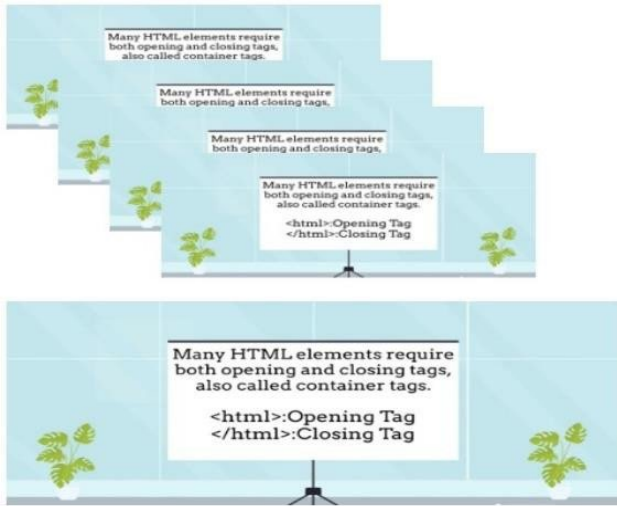 Many HTML elements require
both opening and closing tags,
also called container tags.
Many HTML elements require
both opening and closing tags,
Many HTML elements require
both opening and closing tags,
Many HTML elements require
both opening and closing tags,
also called container tags.
<html>:Opening Tag
</html>:Closing Tag
Many HTML elements require
both opening and closing tags,
also called container tags.
<html>:Opening Tag
</html>:Closing Tag